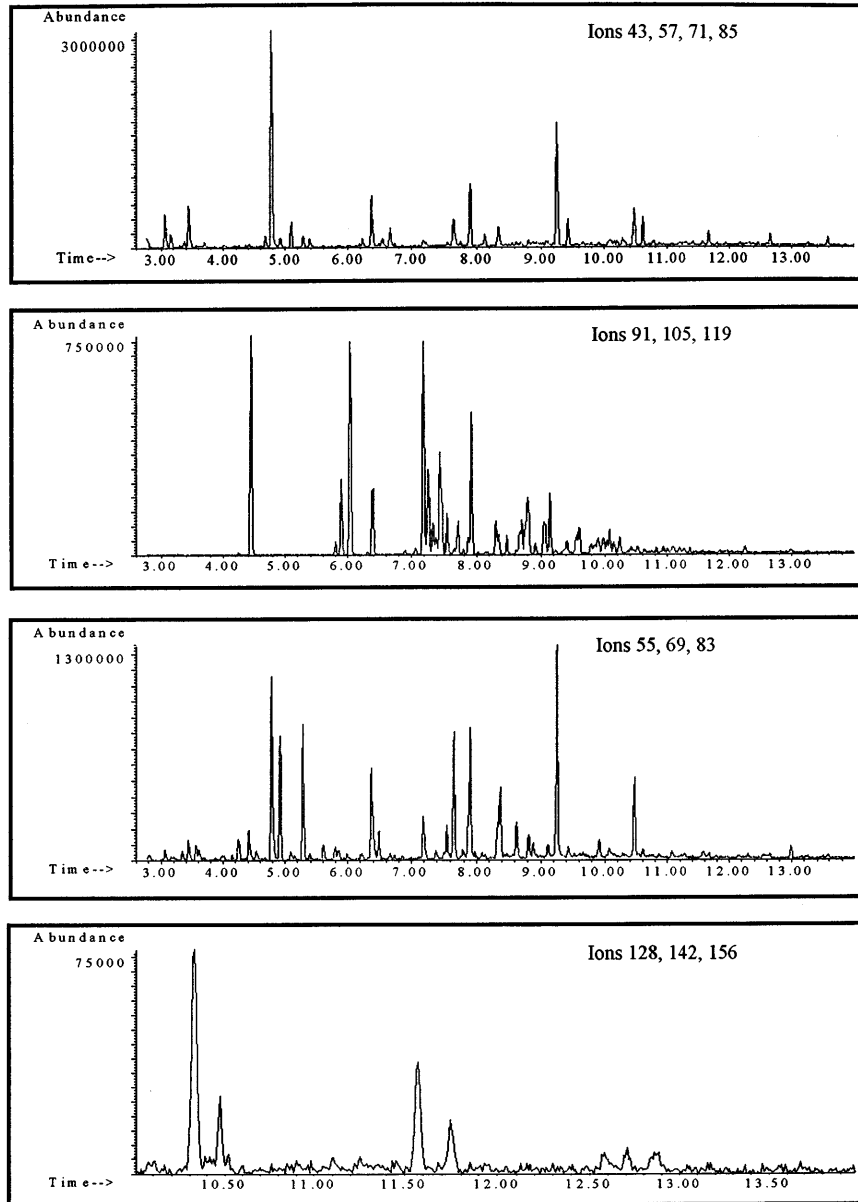 Abundance
Ions 43, 57, 71, 85
3000000
Time-->
3.00 4.00 5.00 6.00 7.00 8.00 9.00 10.00 11.00 12.00 13.00
Abundance
Ions 91, 105, 119
750000
3.00 4.00 5.00 6.00 7.00 8.00 9.00 10.00 11.00 12.00 13.00
Time-->
Abundance
Ions 55, 69, 83
1300000
3.00 4.00 5.00 6.00 7.00 8.00 9.00 10.00 11.00 12.00 13.00
Time-->
Abundance
Ions 128, 142, 156
75000
Time-->
10.50 11.00 11.50 12.00 12.50 13.00 13.50